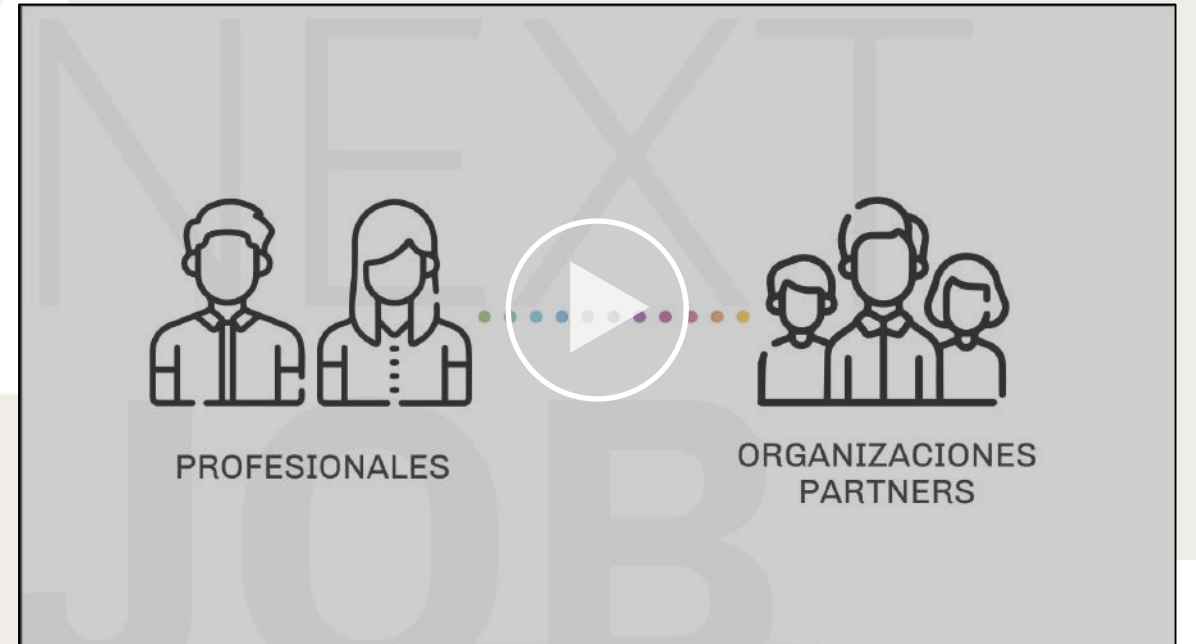 NEXT
PROFESIONALES
ORGANIZACIONES
PARTNERS
JOB